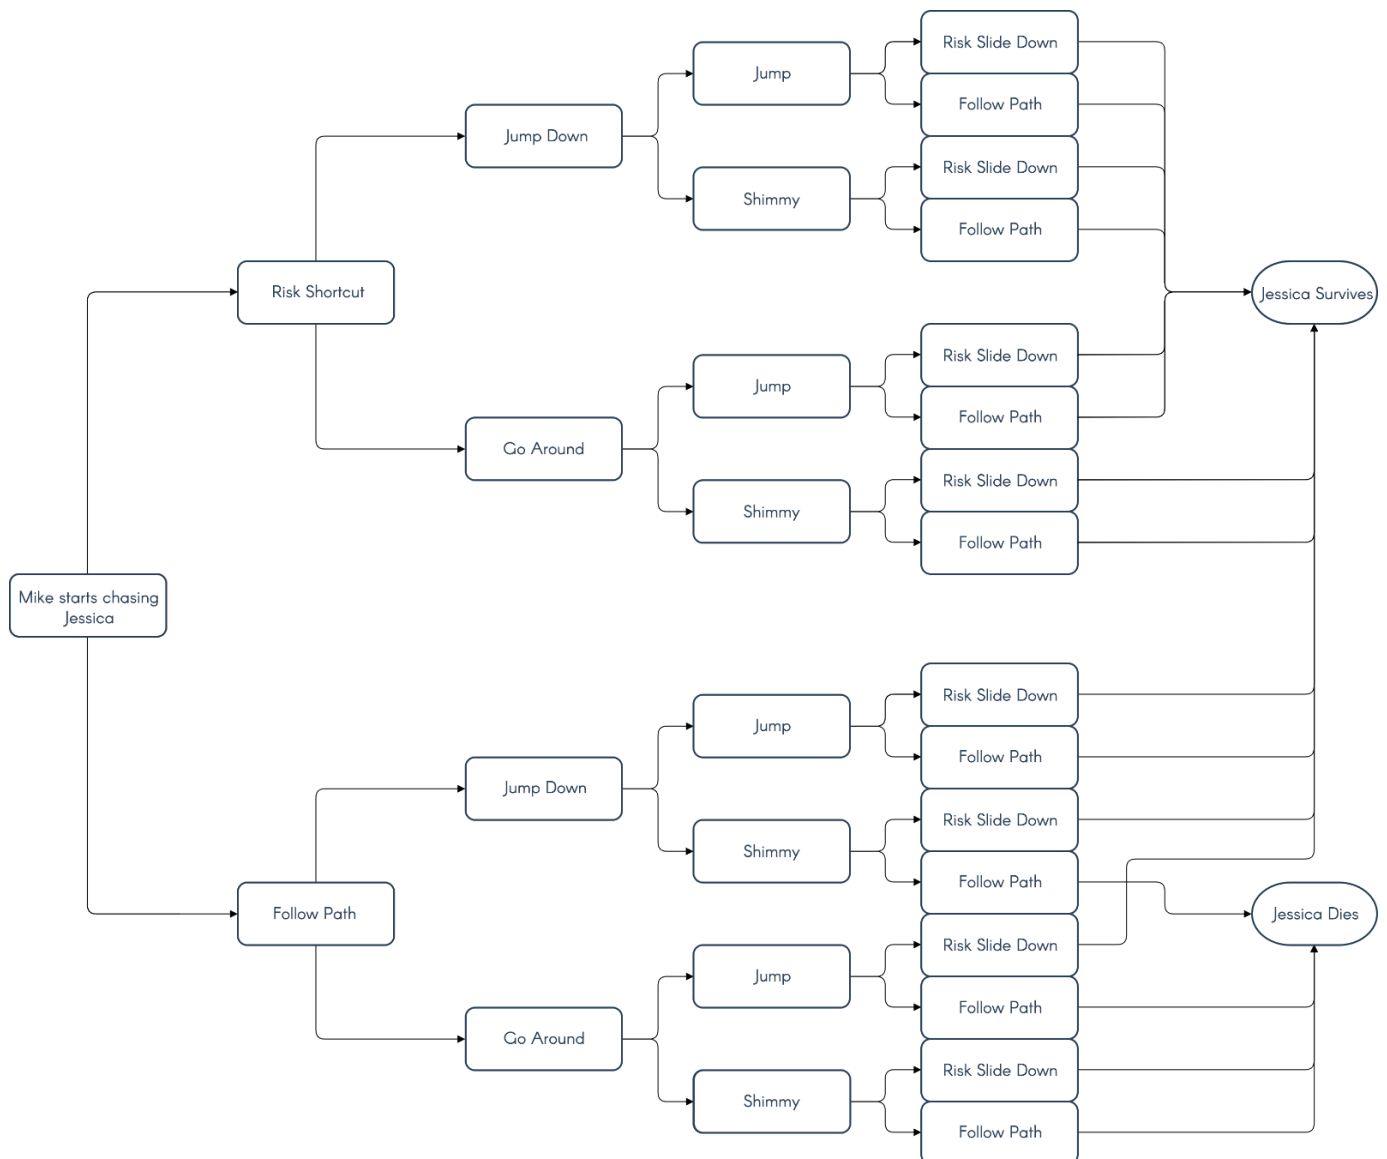 Risk Slide Down
Jump
Follow Path
Jump Down
Risk Slide Down
Shimmy
Follow Path
Risk Shortcut
Jessica Survives
Risk Slide Down
Jump
Follow Path
Go Around
Risk Slide Down
Shimmy
Follow Path
Mike starts chasing
Jessica
Risk Slide Down
Jump
Follow Path
Jump Down
Risk Slide Down
Shimmy
Follow Path
Follow Path
Jessica Dies
Risk Slide Down
Jump
Follow Path
Go Around
Risk Slide Down
Shimmy
Follow Path